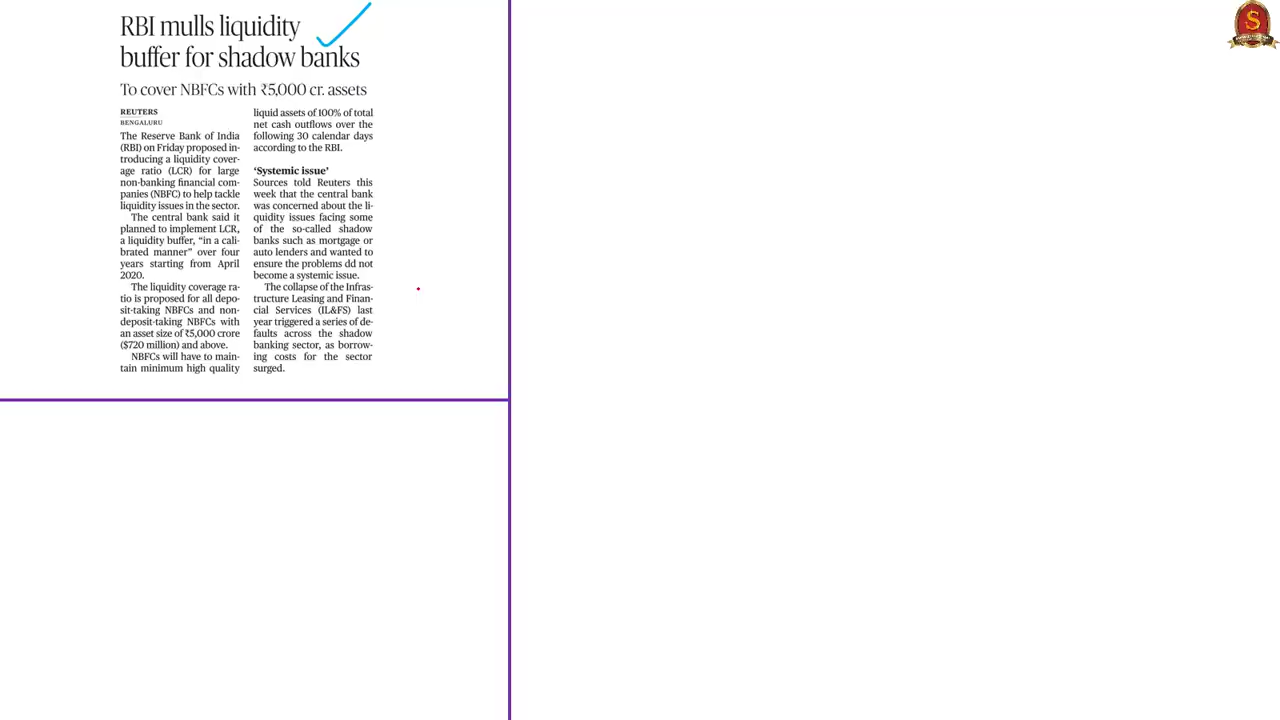 RBI mulls liquidity
buffer for shadow banks
To cover NBFCs with ₹5,000 cr. assets
REUTERS
BENGALURU
The Reserve Bank of India
(RBI) on Friday proposed in-
troducing a liquidity cover-
age ratio (LCR) for large
non-banking financial com-
panies (NBFC) to help tackle
liquidity issues in the sector.
The central bank said it
planned to implement LCR,
a liquidity buffer, “in a cali-
brated manner” over four
years starting from April
2020.
The liquidity coverage ra-
tio is proposed for all depo-
sit-taking NBFCs and non-
deposit-taking NBFCs with
an asset size of ₹5,000 crore
($720 million) and above.
NBFCs will have to main-
tain minimum high quality
liquid assets of 100% of total
net cash outflows over the
following 30 calendar days
according to the RBI.
‘Systemic issue’
Sources told Reuters this
week that the central bank
was concerned about the li-
quidity issues facing some
of the so-called shadow
banks such as mortgage or
auto lenders and wanted to
ensure the problems dd not
become a systemic issue.
The collapse of the Infras-
tructure Leasing and Finan-
cial Services (IL&FS) last
year triggered a series of de-
faults across the shadow
banking sector, as borrow-
ing costs for the sector
surged.
S